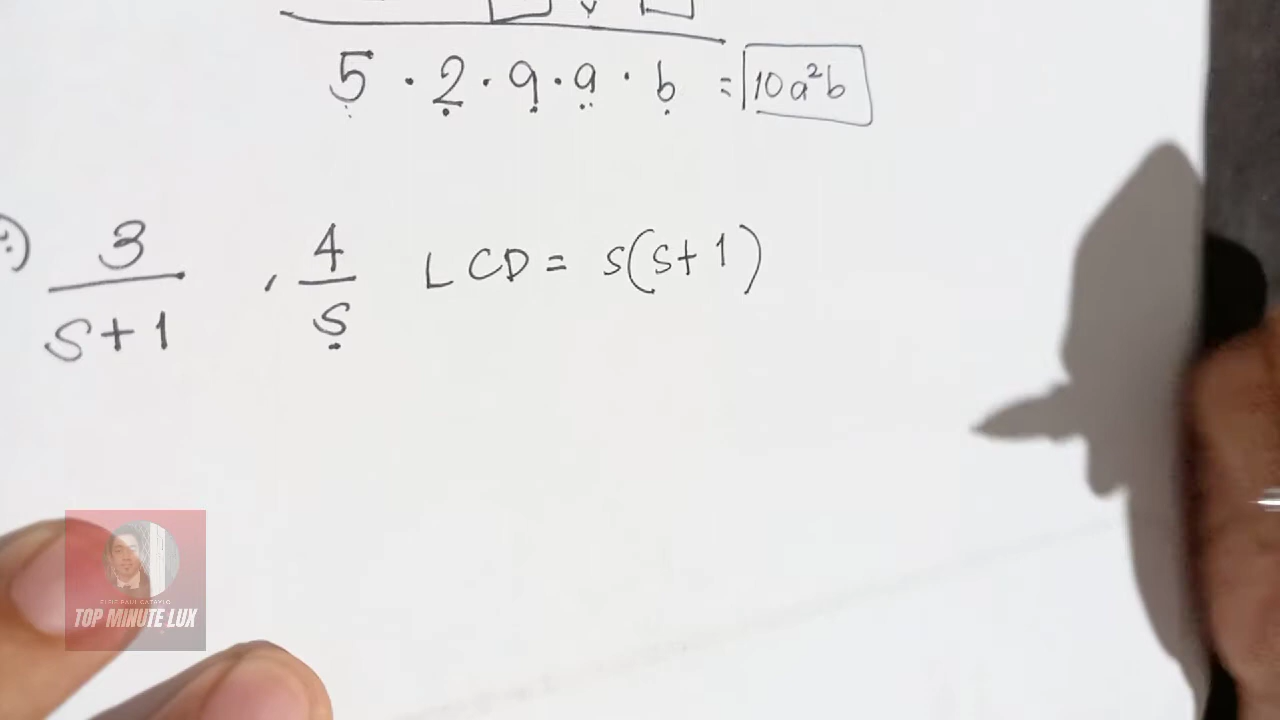 5 · 2 · a · a · b = 10a²b
:) 3/(s+1) , 4/s LCD = s(s+1)
TOP MINUTE LUX